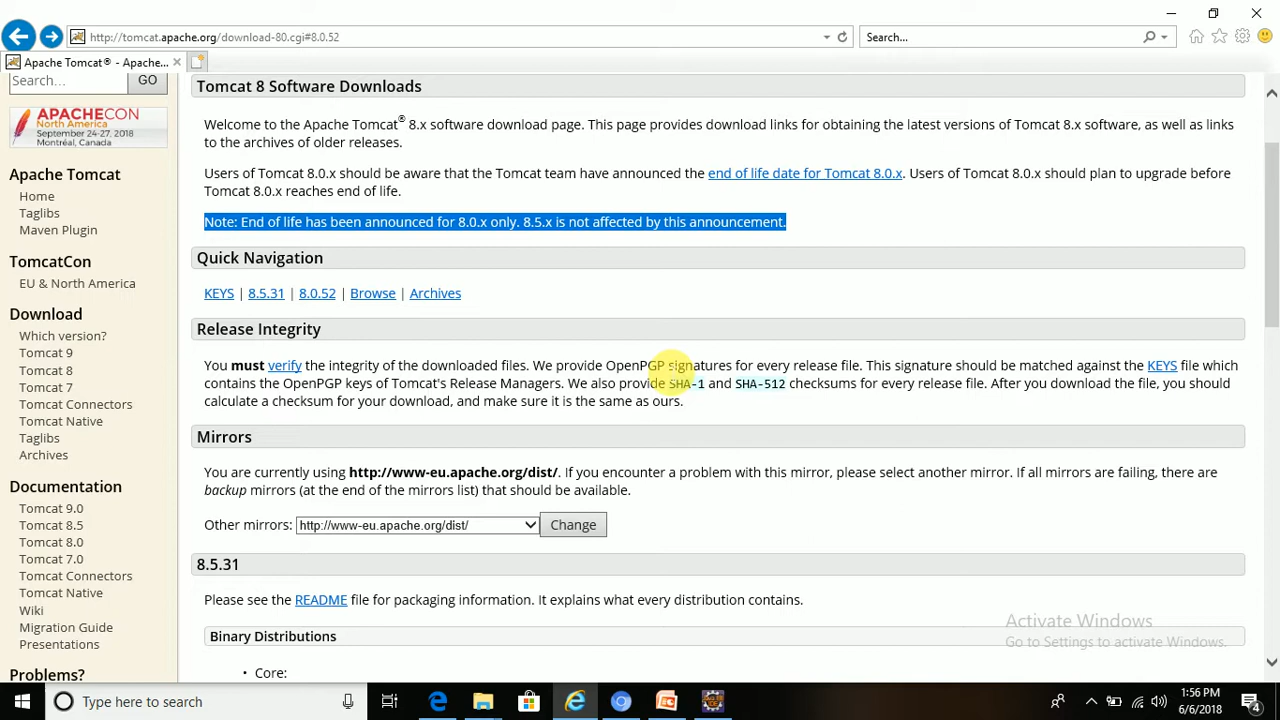 http://tomcat.apache.org/download-80.cgi#8.0.52
Search...
Apache Tomcat® - Apache...
Search...
GO
APACHECON
North America
September 24-27, 2018
Montréal, Canada
Apache Tomcat
Home
Taglibs
Maven Plugin
TomcatCon
EU & North America
Download
Which version?
Tomcat 9
Tomcat 8
Tomcat 7
Tomcat Connectors
Tomcat Native
Taglibs
Archives
Documentation
Tomcat 9.0
Tomcat 8.5
Tomcat 8.0
Tomcat 7.0
Tomcat Connectors
Tomcat Native
Wiki
Migration Guide
Presentations
Problems?
Tomcat 8 Software Downloads
Welcome to the Apache Tomcat® 8.x software download page. This page provides download links for obtaining the latest versions of Tomcat 8.x software, as well as links
to the archives of older releases.
Users of Tomcat 8.0.x should be aware that the Tomcat team have announced the end of life date for Tomcat 8.0.x. Users of Tomcat 8.0.x should plan to upgrade before
Tomcat 8.0.x reaches end of life.
Note: End of life has been announced for 8.0.x only. 8.5.x is not affected by this announcement.
Quick Navigation
KEYS | 8.5.31 | 8.0.52 | Browse | Archives
Release Integrity
You must verify the integrity of the downloaded files. We provide OpenPGP signatures for every release file. This signature should be matched against the KEYS file which
contains the OpenPGP keys of Tomcat's Release Managers. We also provide SHA-1 and SHA-512 checksums for every release file. After you download the file, you should
calculate a checksum for your download, and make sure it is the same as ours.
Mirrors
You are currently using http://www-eu.apache.org/dist/. If you encounter a problem with this mirror, please select another mirror. If all mirrors are failing, there are
backup mirrors (at the end of the mirrors list) that should be available.
Other mirrors: http://www-eu.apache.org/dist/ Change
8.5.31
Please see the README file for packaging information. It explains what every distribution contains.
Binary Distributions
• Core:
Activate Windows
Go to Settings to activate Windows.
Type here to search
1:56 PM
6/6/2018
4